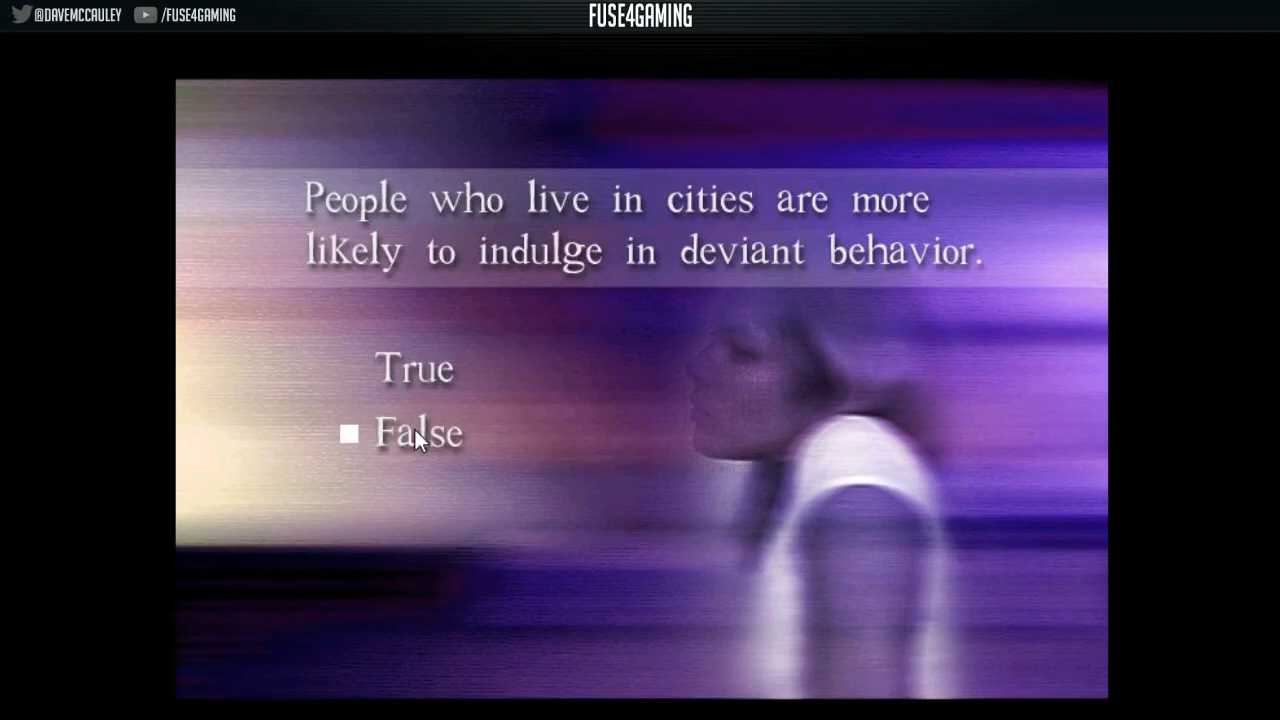 @DAVEMCCAULEY /FUSE4GAMING FUSE4GAMING
People who live in cities are more
likely to indulge in deviant behavior.
True
False